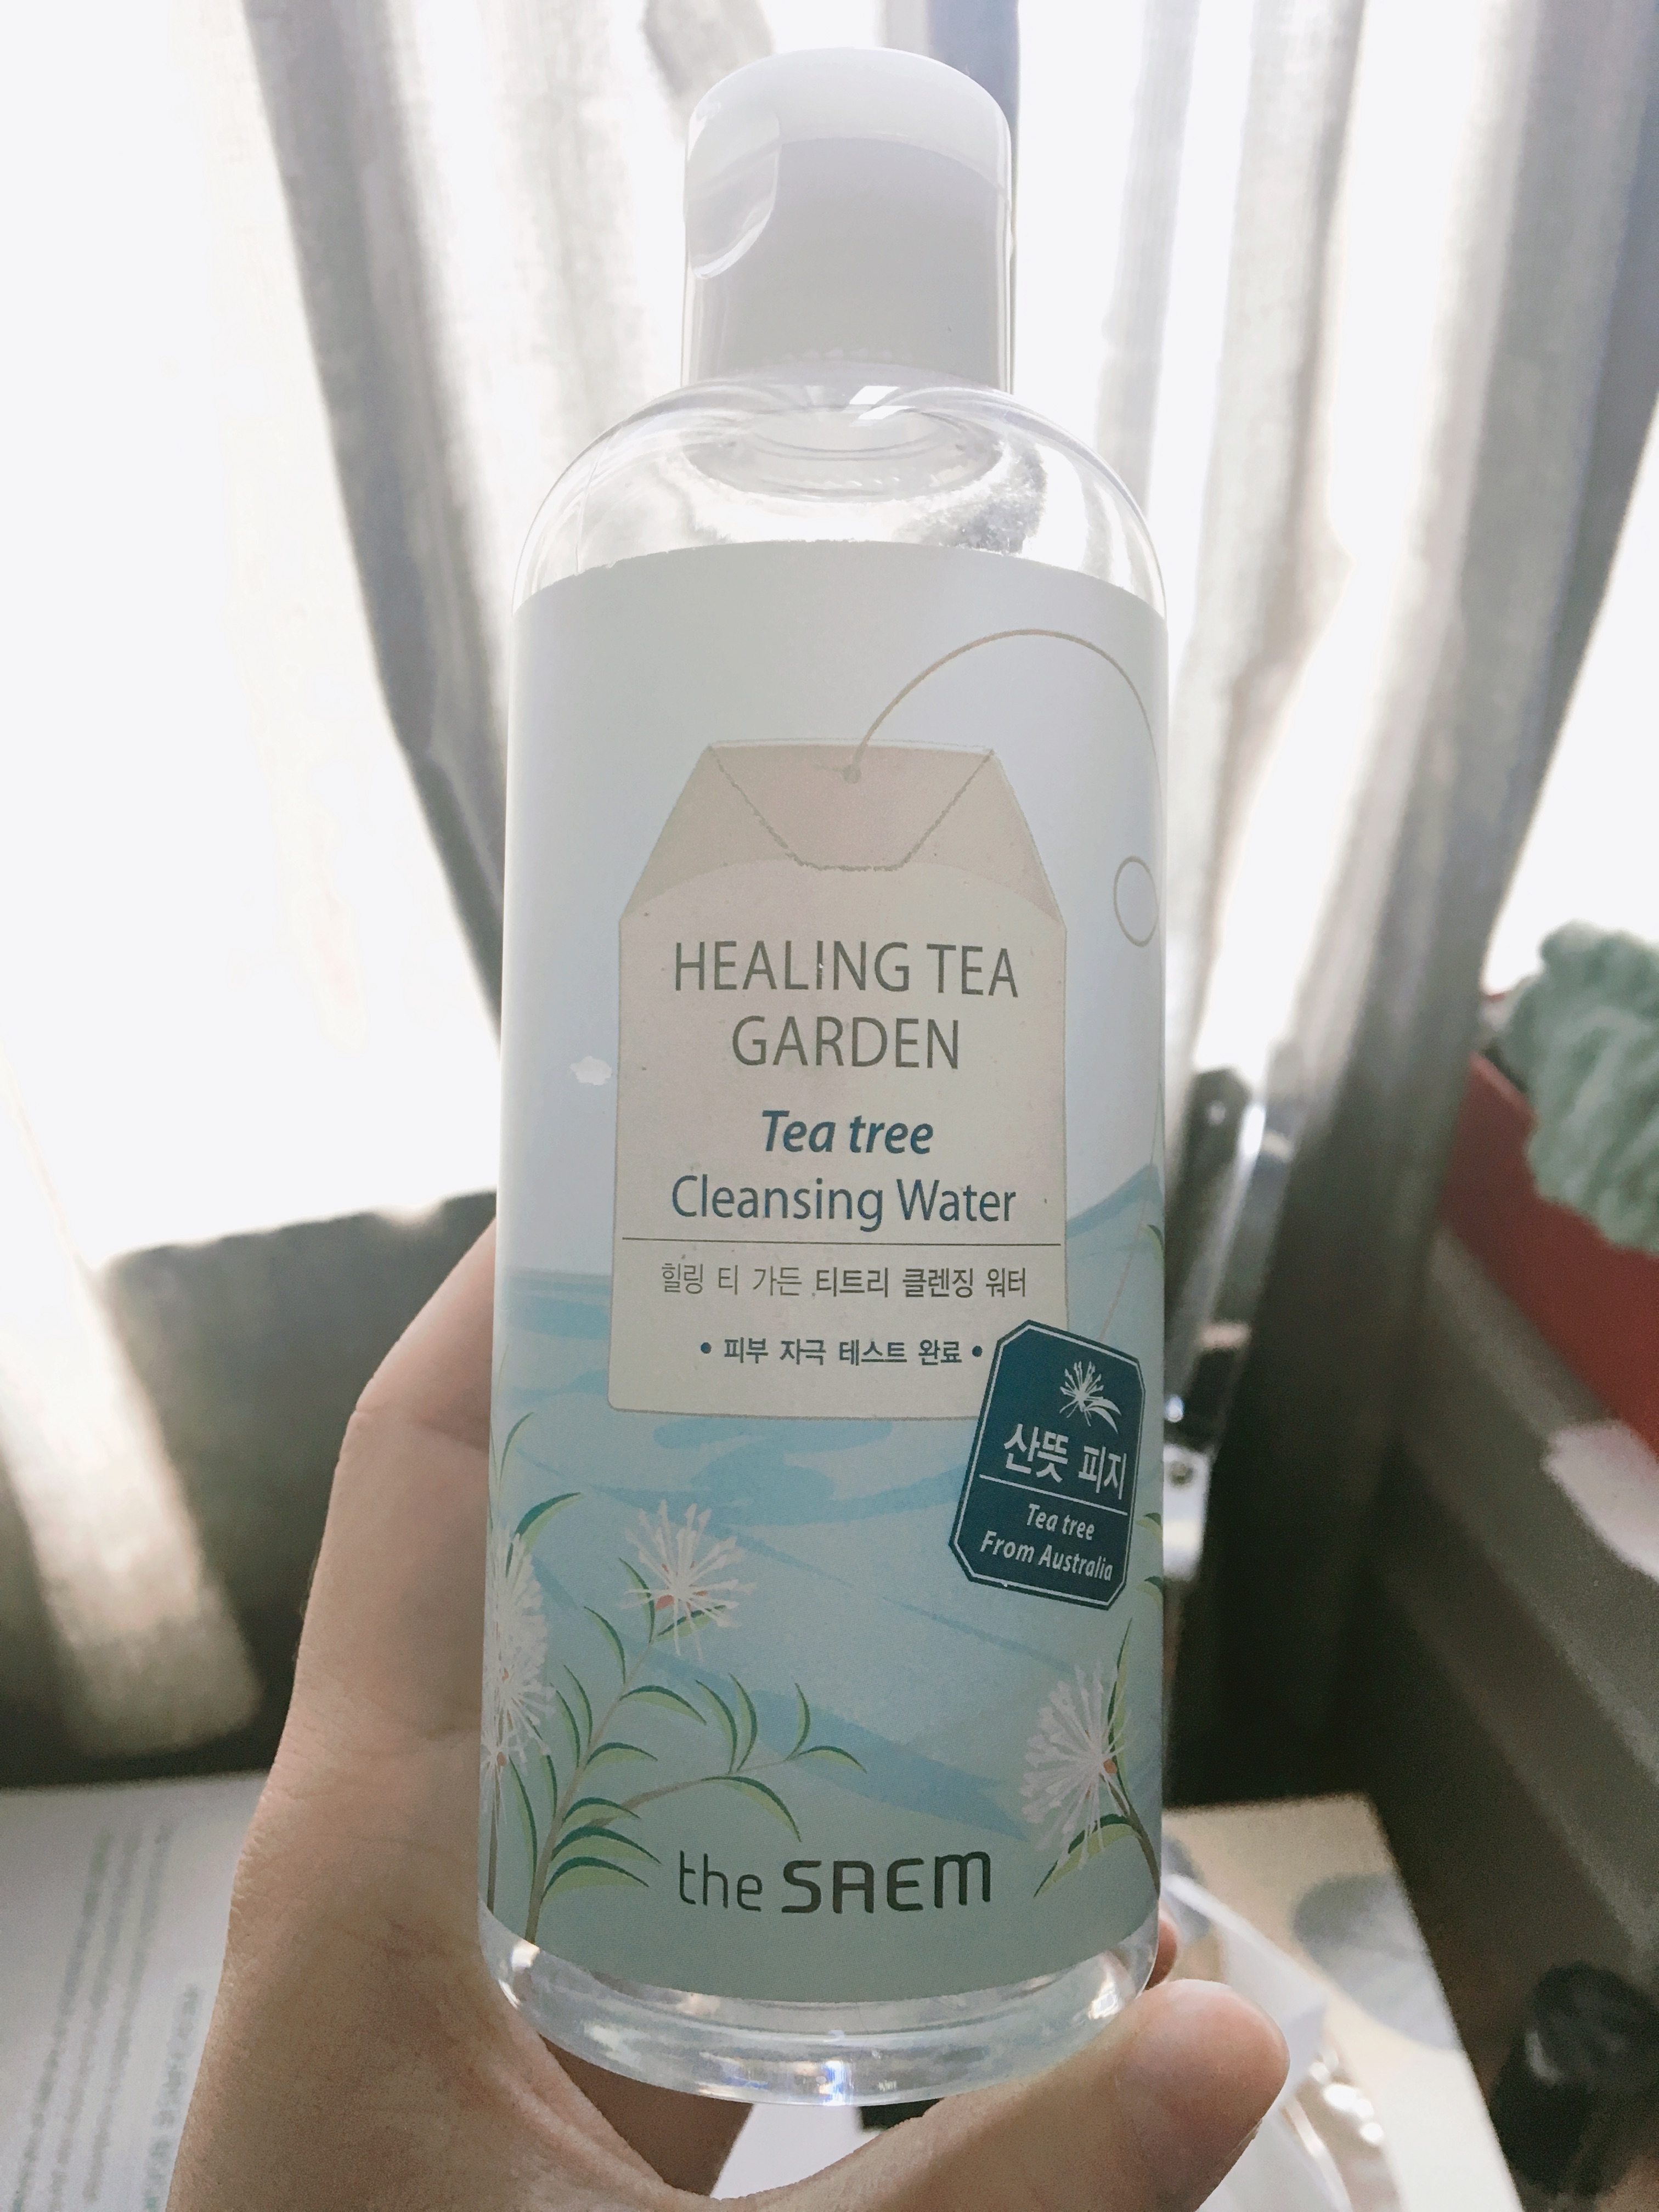 HEALING TEA
GARDEN
Tea tree
Cleansing Water
힐링 티 가든 티트리 클렌징 워터
• 피부 자극 테스트 완료 •
산뜻 피지
Tea tree
From Australia
the SAEM